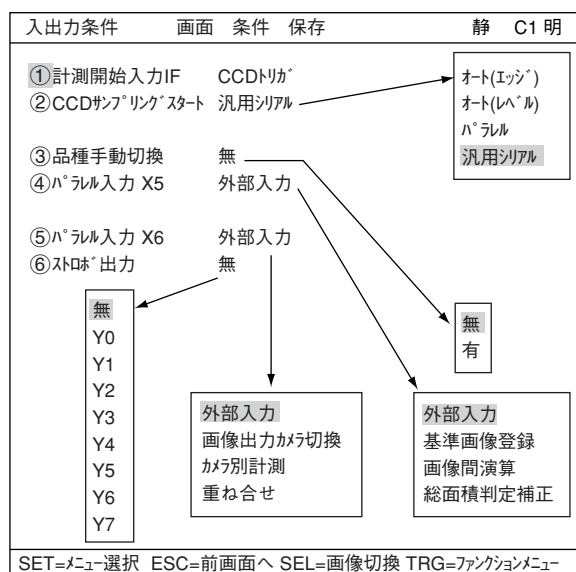 入出力条件 画面 条件 保存 静 C1 明
①計測開始入力IF CCDﾄﾘｶﾞ
②CCDｻﾝﾌﾟﾘﾝｸﾞｽﾀｰﾄ 汎用ｼﾘｱﾙ
③品種手動切換 無
④ﾊﾟﾗﾚﾙ入力 X5 外部入力
⑤ﾊﾟﾗﾚﾙ入力 X6 外部入力
⑥ｽﾄﾛﾎﾞ出力 無
ｵｰﾄ(ｴｯｼﾞ)
ｵｰﾄ(ﾚﾍﾞﾙ)
ﾊﾟﾗﾚﾙ
汎用ｼﾘｱﾙ
無
有
無
Y0
Y1
Y2
Y3
Y4
Y5
Y6
Y7
外部入力
画像出力ｶﾒﾗ切換
ｶﾒﾗ別計測
重ね合せ
外部入力
基準画像登録
画像間演算
総面積判定補正
SET=ﾒﾆｭｰ選択 ESC=前画面へ SEL=画像切換 TRG=ﾌｧﾝｸｼｮﾝﾒﾆｭｰ